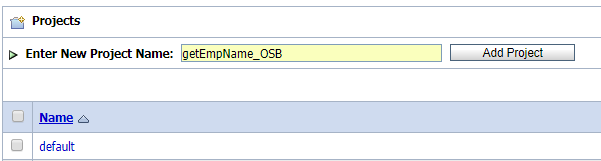 Projects
Enter New Project Name: getEmpName_OSB Add Project
Name
default